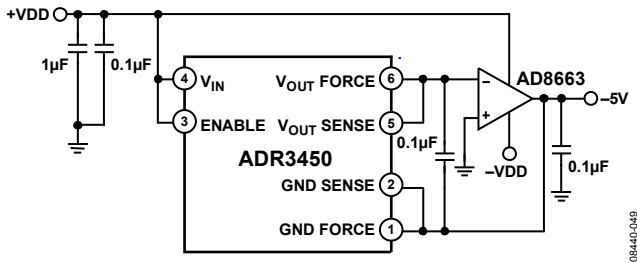 +VDD
1µF
0.1µF
4
VIN
3
ENABLE
VOUT FORCE
6
VOUT SENSE
5
ADR3450
GND SENSE
2
GND FORCE
1
0.1µF
AD8663
−
+
−VDD
−5V
0.1µF
08440-049